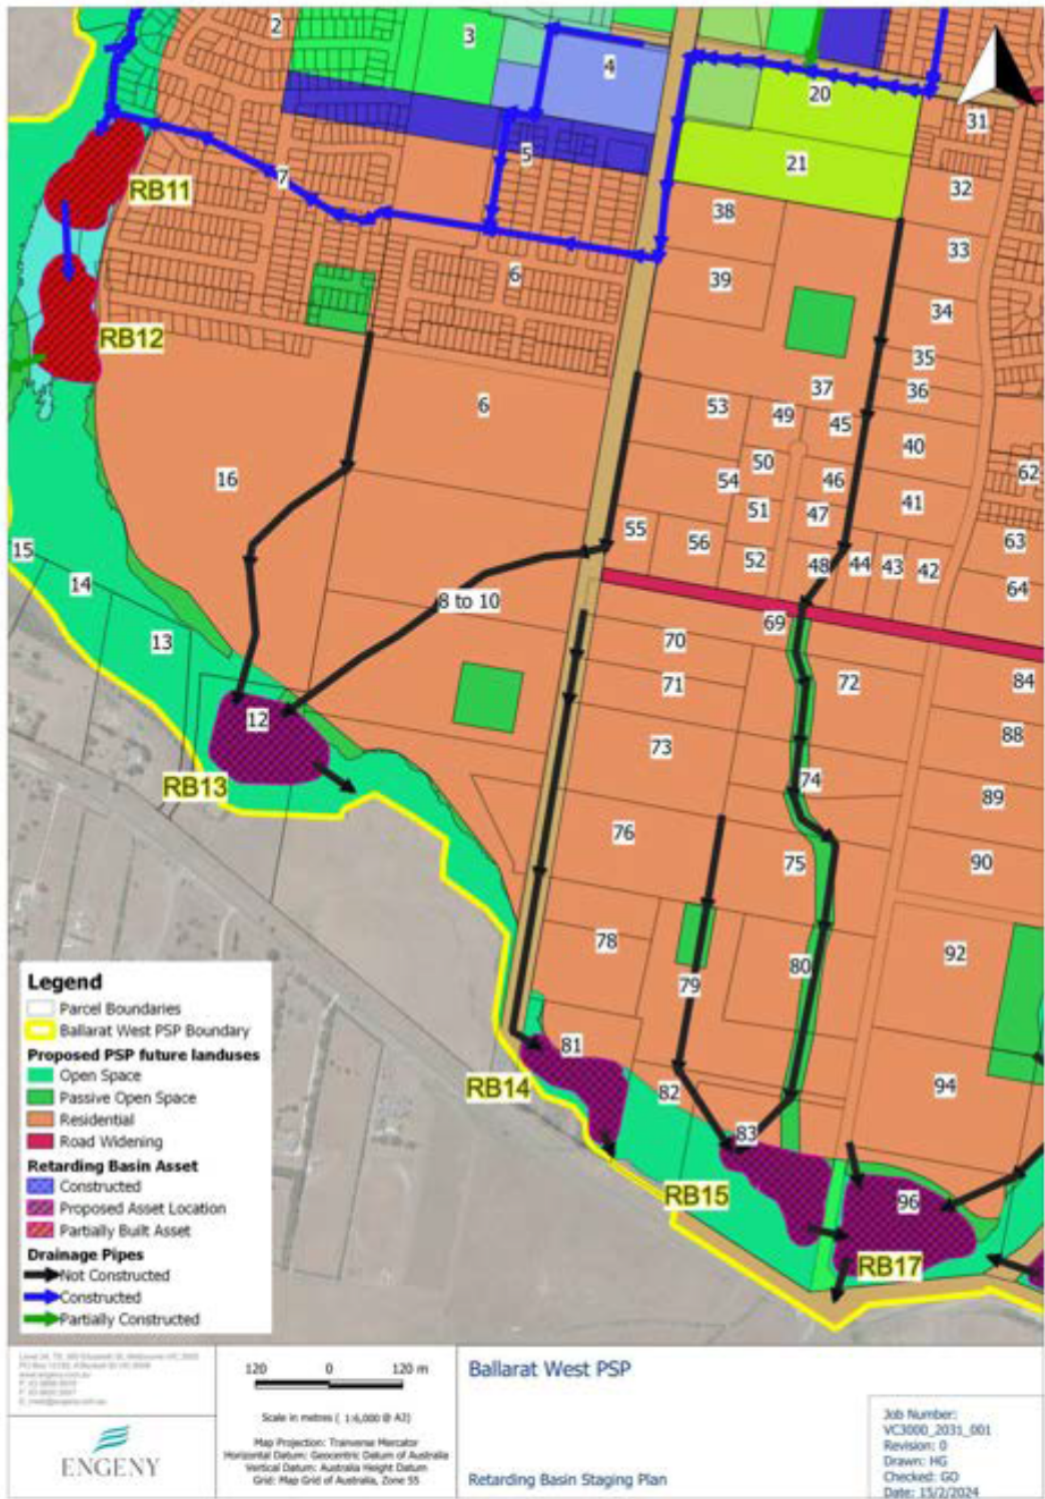 2
3
4
20
31
5
21
7
32
RB11
38
33
6
39
34
RB12
35
37
36
6
53
49
45
40
16
50
62
54
46
41
51
47
55
56
63
15
52
48
44
43
42
14
64
8 to 10
69
13
70
71
72
84
12
73
88
RB13
74
89
76
75
90
78
92
80
79
81
94
RB14
82
83
RB15
96
RB17
Legend
Parcel Boundaries
Ballarat West PSP Boundary
Proposed PSP future landuses
Open Space
Passive Open Space
Residential
Road Widening
Retarding Basin Asset
Constructed
Proposed Asset Location
Partially Built Asset
Drainage Pipes
Not Constructed
Constructed
Partially Constructed
ENGENY
120 0 120 m
Scale in metres ( 1:6,000 @ A3)
Map Projection: Tranverse Mercator
Horizontal Datum: Geocentric Datum of Australia
Vertical Datum: Australia Height Datum
Grid: Map Grid of Australia, Zone 55
Ballarat West PSP
Retarding Basin Staging Plan
Job Number:
VC3000_2031_001
Revision: 0
Drawn: HG
Checked: GO
Date: 15/2/2024